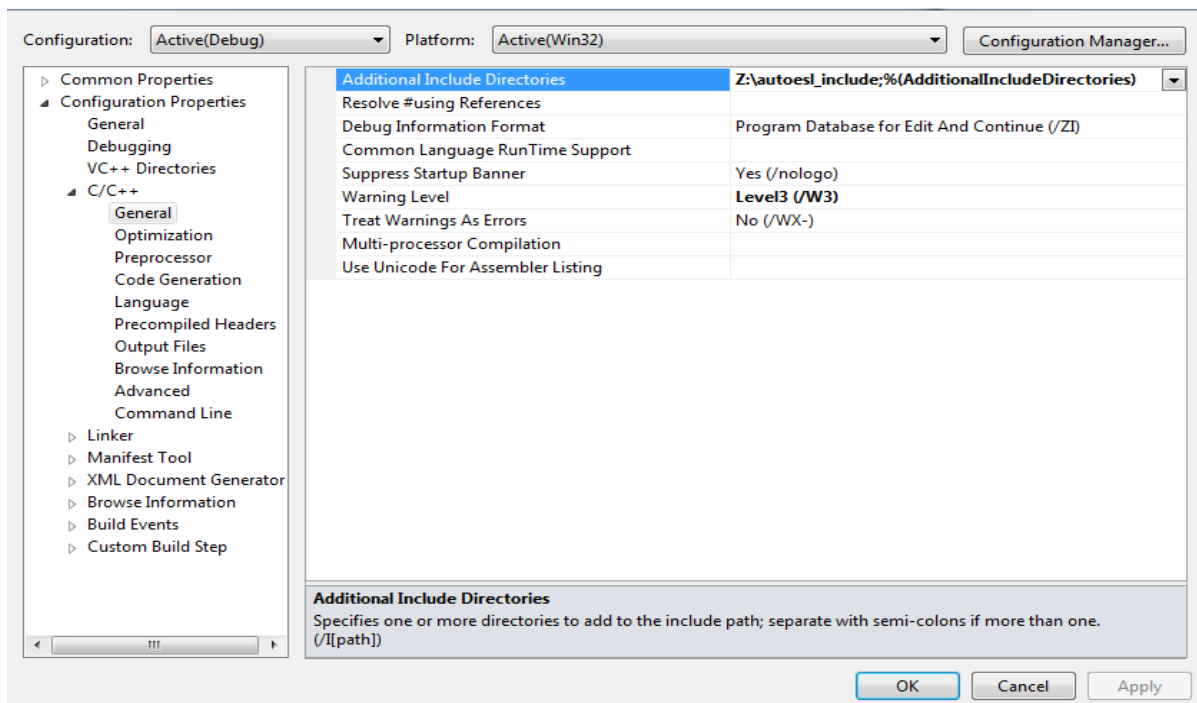 Configuration: Active(Debug) Platform: Active(Win32) Configuration Manager...
Common Properties
Configuration Properties
General
Debugging
VC++ Directories
C/C++
General
Optimization
Preprocessor
Code Generation
Language
Precompiled Headers
Output Files
Browse Information
Advanced
Command Line
Linker
Manifest Tool
XML Document Generator
Browse Information
Build Events
Custom Build Step
Additional Include Directories Z:\autoesl_include;%(AdditionalIncludeDirectories)
Resolve #using References
Debug Information Format Program Database for Edit And Continue (/ZI)
Common Language RunTime Support
Suppress Startup Banner Yes (/nologo)
Warning Level Level3 (/W3)
Treat Warnings As Errors No (/WX-)
Multi-processor Compilation
Use Unicode For Assembler Listing
Additional Include Directories
Specifies one or more directories to add to the include path; separate with semi-colons if more than one.
(/I[path])
OK Cancel Apply